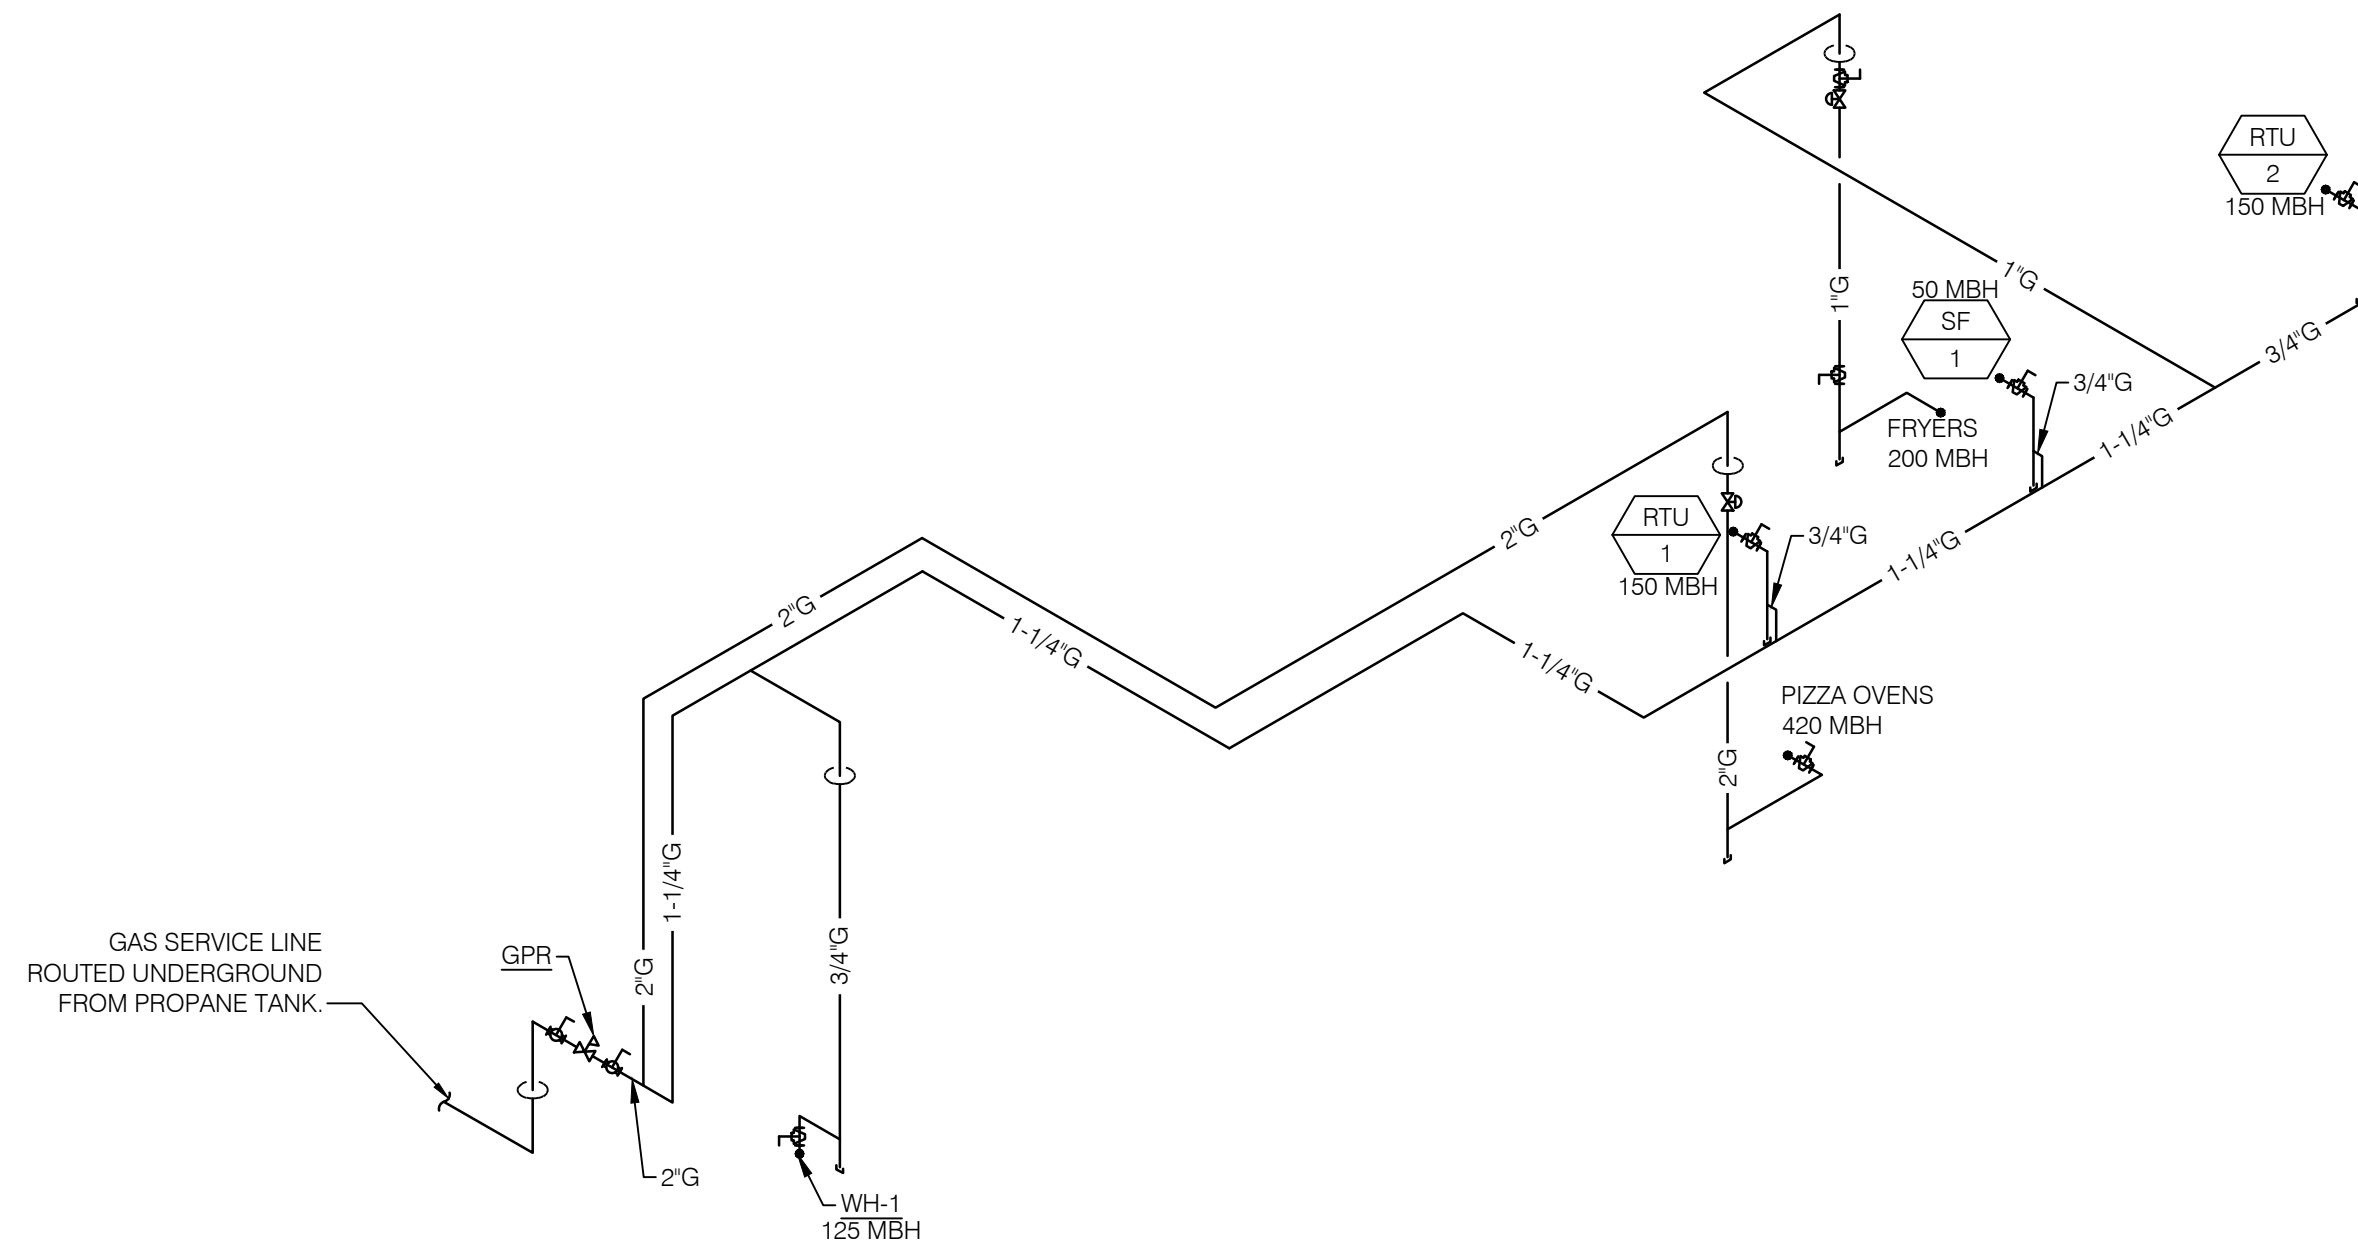 RTU
2
150 MBH
1"G
1"G
50 MBH
SF
1
3/4"G
3/4"G
1-1/4"G
FRYERS
200 MBH
RTU
1
150 MBH
3/4"G
2"G
1-1/4"G
2"G
1-1/4"G
1-1/4"G
PIZZA OVENS
420 MBH
2"G
1-1/4"G
3/4"G
2"G
GAS SERVICE LINE
ROUTED UNDERGROUND
FROM PROPANE TANK.
GPR
2"G
WH-1
125 MBH